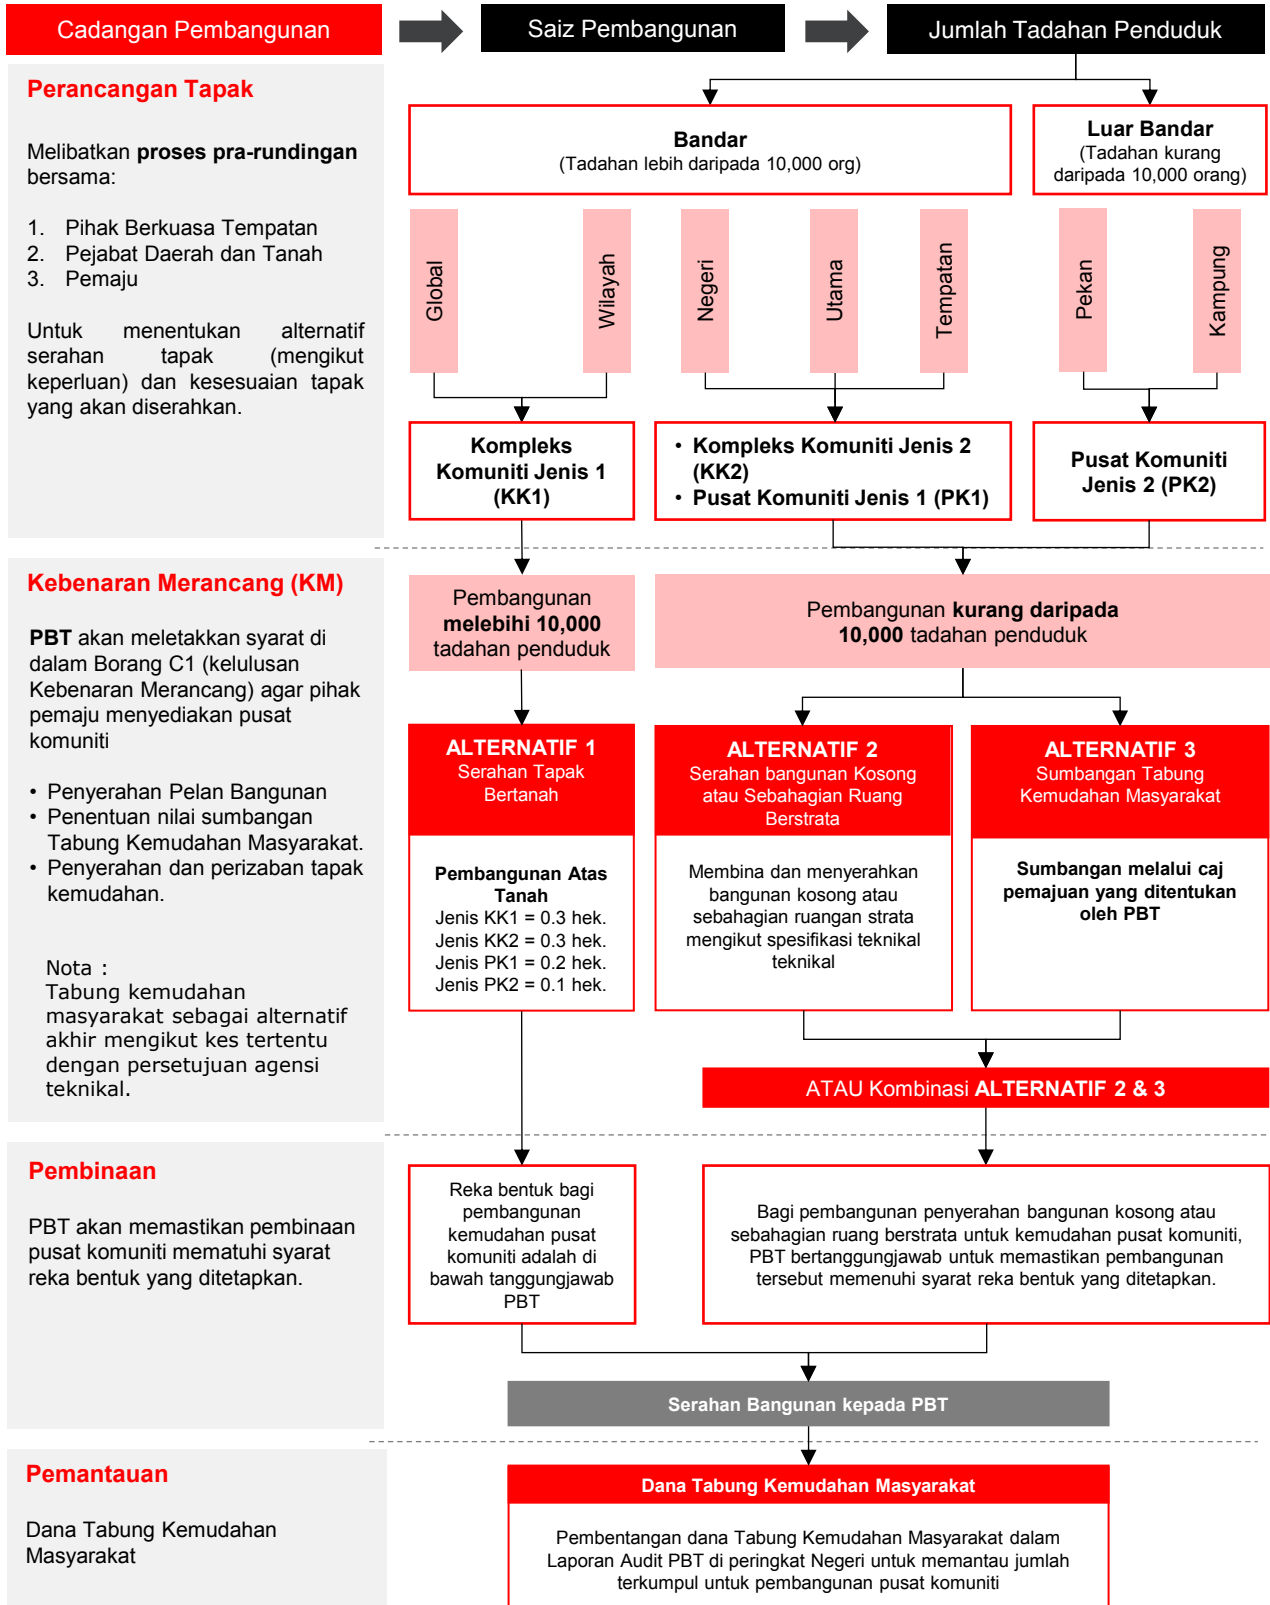 Cadangan Pembangunan
Saiz Pembangunan
Jumlah Tadahan Penduduk
Perancangan Tapak
Melibatkan proses pra-rundingan
bersama:
1. Pihak Berkuasa Tempatan
2. Pejabat Daerah dan Tanah
3. Pemaju
Untuk menentukan alternatif
serahan tapak (mengikut
keperluan) dan kesesuaian tapak
yang akan diserahkan.
Bandar
(Tadahan lebih daripada 10,000 org)
Luar Bandar
(Tadahan kurang
daripada 10,000 orang)
Global
Wilayah
Negeri
Utama
Tempatan
Pekan
Kampung
Kompleks
Komuniti Jenis 1
(KK1)
• Kompleks Komuniti Jenis 2
(KK2)
• Pusat Komuniti Jenis 1 (PK1)
Pusat Komuniti
Jenis 2 (PK2)
Kebenaran Merancang (KM)
PBT akan meletakkan syarat di
dalam Borang C1 (kelulusan
Kebenaran Merancang) agar pihak
pemaju menyediakan pusat
komuniti
• Penyerahan Pelan Bangunan
• Penentuan nilai sumbangan
Tabung Kemudahan Masyarakat.
• Penyerahan dan perizaban tapak
kemudahan.
Nota :
Tabung kemudahan
masyarakat sebagai alternatif
akhir mengikut kes tertentu
dengan persetujuan agensi
teknikal.
Pembangunan
melebihi 10,000
tadahan penduduk
Pembangunan kurang daripada
10,000 tadahan penduduk
ALTERNATIF 1
Serahan Tapak
Bertanah
Pembangunan Atas
Tanah
Jenis KK1 = 0.3 hek.
Jenis KK2 = 0.3 hek.
Jenis PK1 = 0.2 hek.
Jenis PK2 = 0.1 hek.
ALTERNATIF 2
Serahan bangunan Kosong
atau Sebahagian Ruang
Berstrata
Membina dan menyerahkan
bangunan kosong atau
sebahagian ruangan strata
mengikut spesifikasi teknikal
teknikal
ALTERNATIF 3
Sumbangan Tabung
Kemudahan Masyarakat
Sumbangan melalui caj
pemajuan yang ditentukan
oleh PBT
ATAU Kombinasi ALTERNATIF 2 & 3
Pembinaan
PBT akan memastikan pembinaan
pusat komuniti mematuhi syarat
reka bentuk yang ditetapkan.
Reka bentuk bagi
pembangunan
kemudahan pusat
komuniti adalah di
bawah tanggungjawab
PBT
Bagi pembangunan penyerahan bangunan kosong atau
sebahagian ruang berstrata untuk kemudahan pusat komuniti,
PBT bertanggungjawab untuk memastikan pembangunan
tersebut memenuhi syarat reka bentuk yang ditetapkan.
Serahan Bangunan kepada PBT
Pemantauan
Dana Tabung Kemudahan
Masyarakat
Dana Tabung Kemudahan Masyarakat
Pembentangan dana Tabung Kemudahan Masyarakat dalam
Laporan Audit PBT di peringkat Negeri untuk memantau jumlah
terkumpul untuk pembangunan pusat komuniti